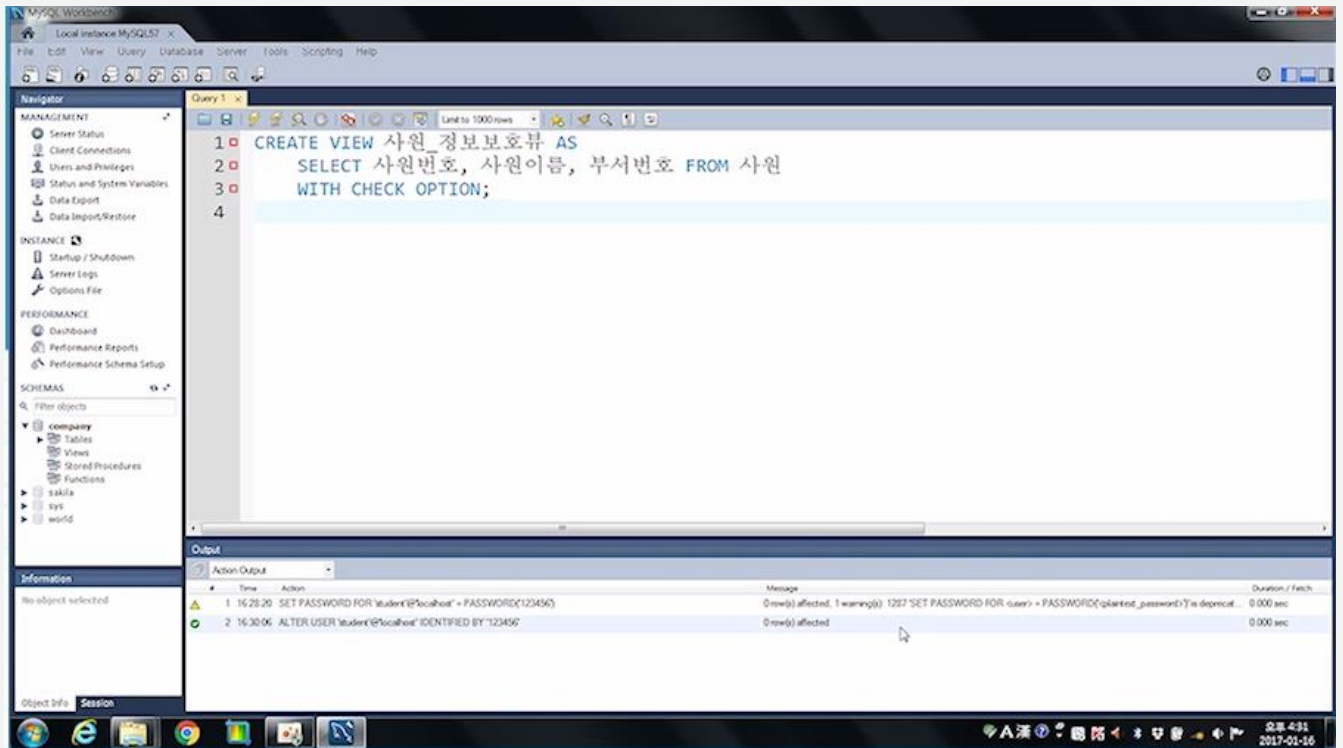 MySQL Workbench
Local instance MySQL57 ×
File Edit View Query Database Server Tools Scripting Help
Navigator
MANAGEMENT
Server Status
Client Connections
Users and Privileges
Status and System Variables
Data Export
Data Import/Restore
INSTANCE
Startup / Shutdown
Server Logs
Options File
PERFORMANCE
Dashboard
Performance Reports
Performance Schema Setup
SCHEMAS
Filter objects
company
Tables
Views
Stored Procedures
Functions
sakila
sys
world
Information
No object selected
Object Info Session
Query 1 ×
Limit to 1000 rows
1 CREATE VIEW 사원_정보보호뷰 AS
2 SELECT 사원번호, 사원이름, 부서번호 FROM 사원
3 WITH CHECK OPTION;
4
Output
Action Output
# Time Action Message Duration / Fetch
1 16:28:20 SET PASSWORD FOR 'student'@'localhost' = PASSWORD('123456') 0 row(s) affected, 1 warning(s): 1287 'SET PASSWORD FOR <user> = PASSWORD('<plaintext_password>')' is deprecat... 0.000 sec
2 16:30:06 ALTER USER 'student'@'localhost' IDENTIFIED BY '123456' 0 row(s) affected 0.000 sec
A 漢
오후 4:31
2017-01-16